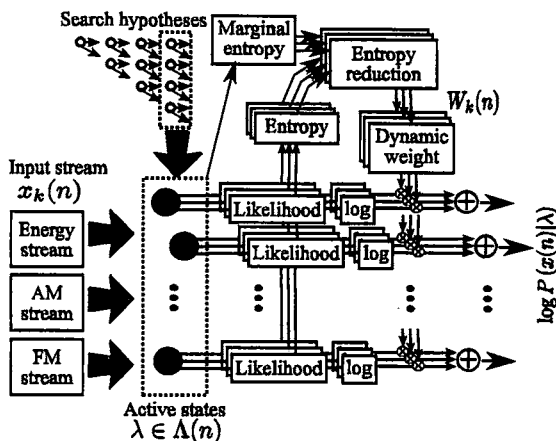 Search hypotheses
Marginal
entropy
Entropy
reduction
W_k(n)
Entropy
Dynamic
weight
Input stream
x_k(n)
Energy
stream
AM
stream
FM
stream
Likelihood
log
Likelihood
log
Likelihood
log
log P(x(n)|λ)
Active states
λ ∈ Λ(n)